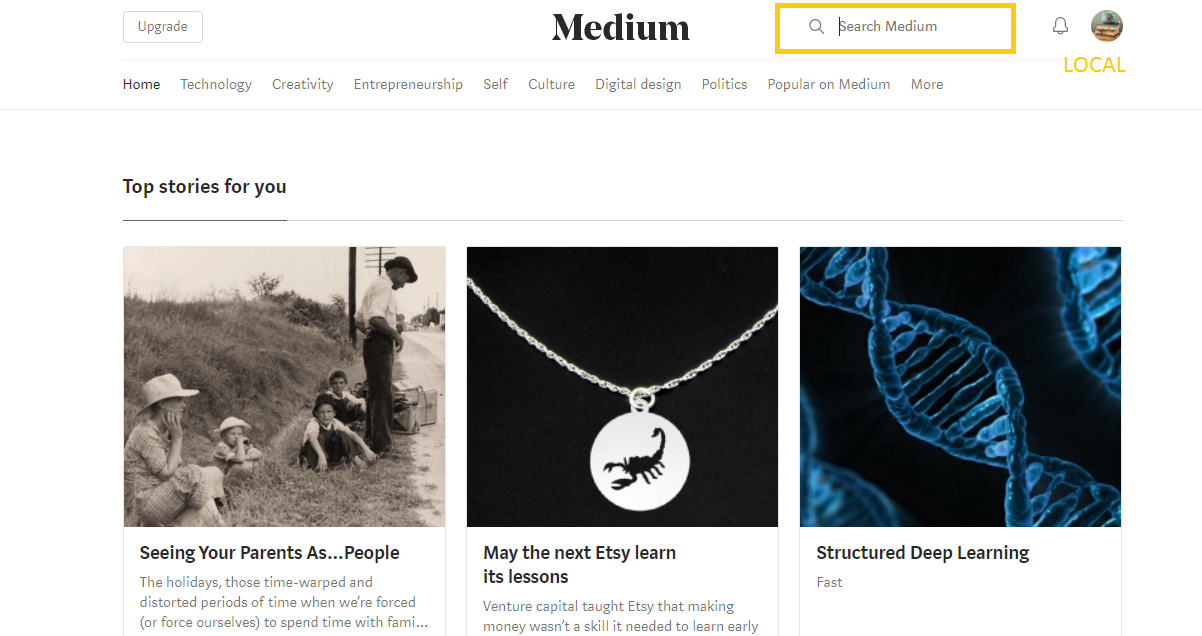 Upgrade
Medium
Search Medium
LOCAL
Home Technology Creativity Entrepreneurship Self Culture Digital design Politics Popular on Medium More
Top stories for you
Seeing Your Parents As…People
The holidays, those time-warped and
distorted periods of time when we’re forced
(or force ourselves) to spend time with fami…
May the next Etsy learn
its lessons
Venture capital taught Etsy that making
money wasn’t a skill it needed to learn early
Structured Deep Learning
Fast